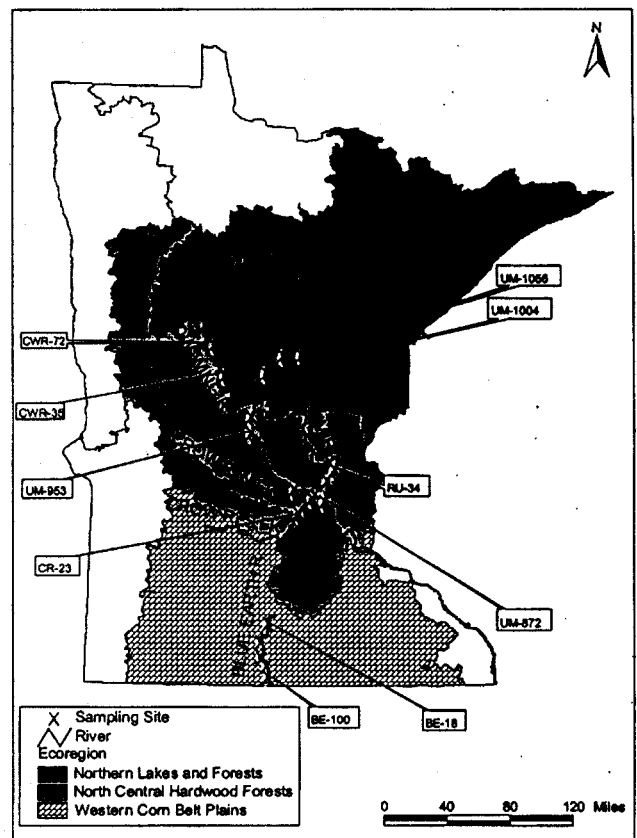 N
UM-1056
UM-1004
CWR-72
CWR-35
UM-953
RU-34
CR-23
UM-872
BLUE EARTH R
BE-100
BE-18
X Sampling Site
River
Ecoregion
Northern Lakes and Forests
North Central Hardwood Forests
Western Corn Belt Plains
0 40 80 120 Miles